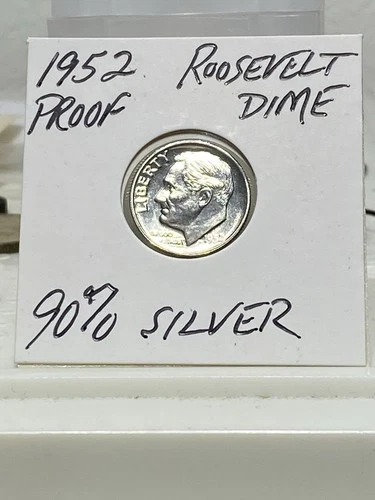 1952 ROOSEVELT
PROOF DIME
LIBERTY
90% SILVER